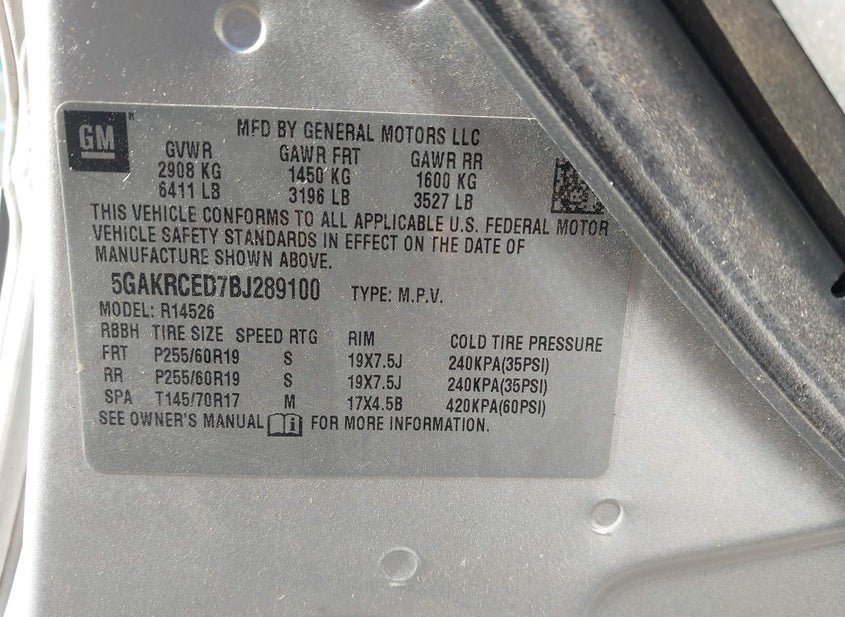 GM
MFD BY GENERAL MOTORS LLC
GVWR GAWR FRT GAWR RR
2908 KG 1450 KG 1600 KG
6411 LB 3196 LB 3527 LB
THIS VEHICLE CONFORMS TO ALL APPLICABLE U.S. FEDERAL MOTOR
VEHICLE SAFETY STANDARDS IN EFFECT ON THE DATE OF
MANUFACTURE SHOWN ABOVE.
5GAKRCED7BJ289100 TYPE: M.P.V.
MODEL: R14526
RBBH TIRE SIZE SPEED RTG RIM COLD TIRE PRESSURE
FRT P255/60R19 S 19X7.5J 240KPA(35PSI)
RR P255/60R19 S 19X7.5J 240KPA(35PSI)
SPA T145/70R17 M 17X4.5B 420KPA(60PSI)
SEE OWNER'S MANUAL FOR MORE INFORMATION.